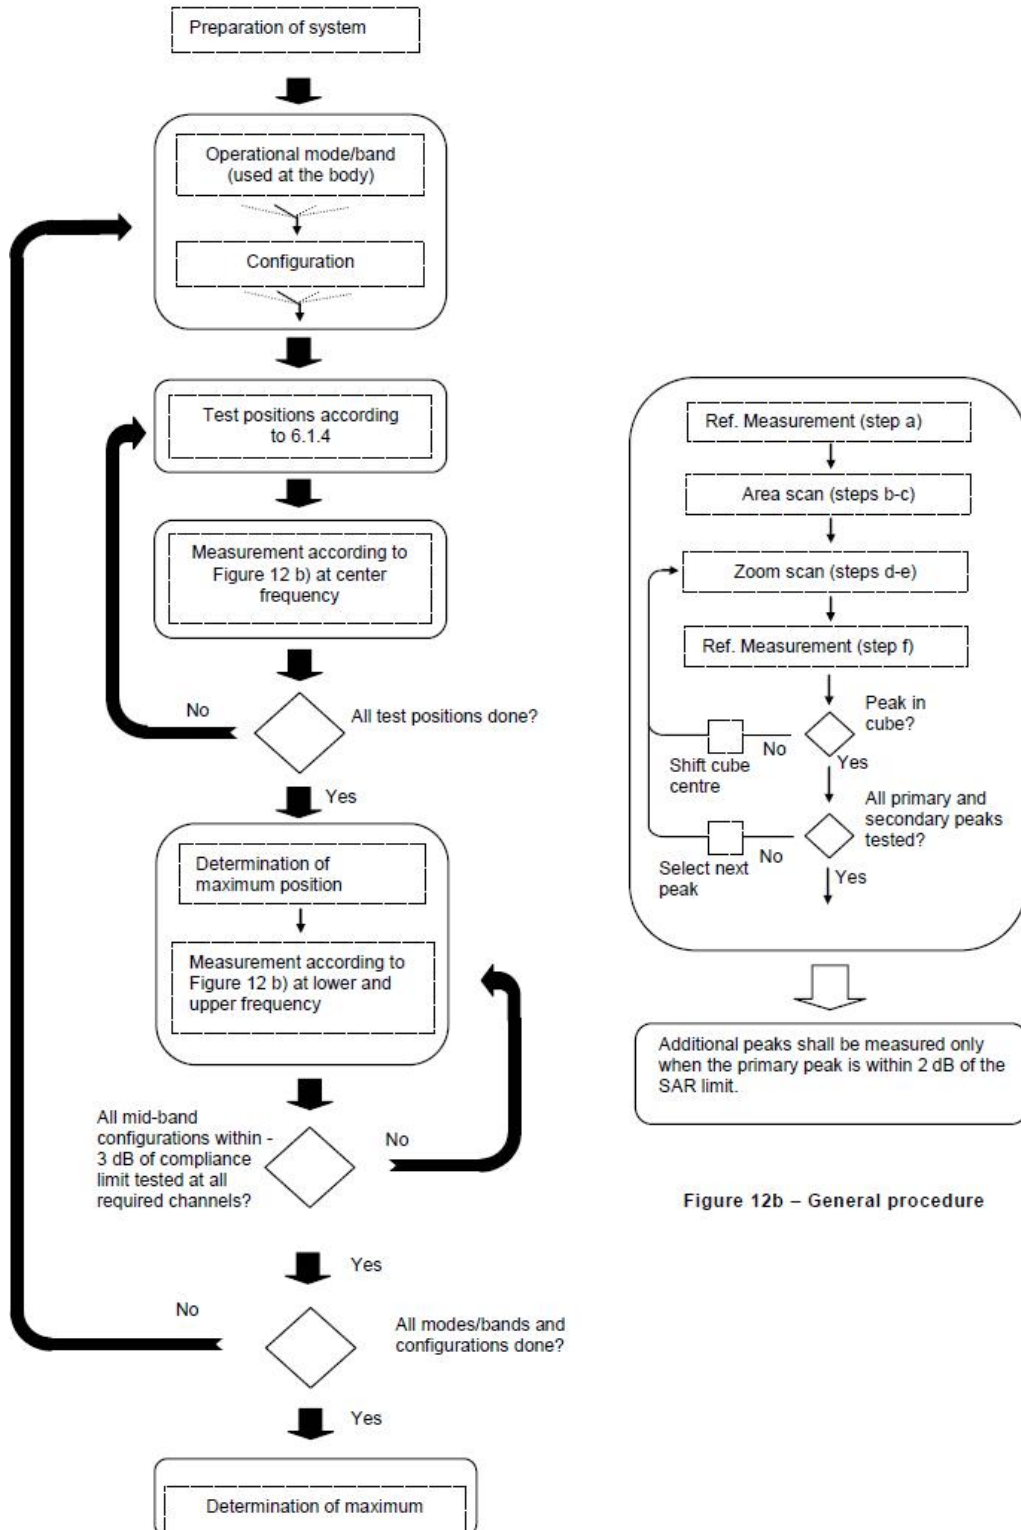 Preparation of system
Operational mode/band
(used at the body)
Configuration
Test positions according
to 6.1.4
Measurement according to
Figure 12 b) at center
frequency
No
All test positions done?
Yes
Determination of
maximum position
Measurement according to
Figure 12 b) at lower and
upper frequency
All mid-band
configurations within -
3 dB of compliance
limit tested at all
required channels?
No
Yes
No
All modes/bands and
configurations done?
Yes
Determination of maximum
Ref. Measurement (step a)
Area scan (steps b-c)
Zoom scan (steps d-e)
Ref. Measurement (step f)
Peak in
cube?
No
Shift cube
centre
Yes
All primary and
secondary peaks
tested?
No
Select next
peak
Yes
Additional peaks shall be measured only
when the primary peak is within 2 dB of the
SAR limit.
Figure 12b – General procedure